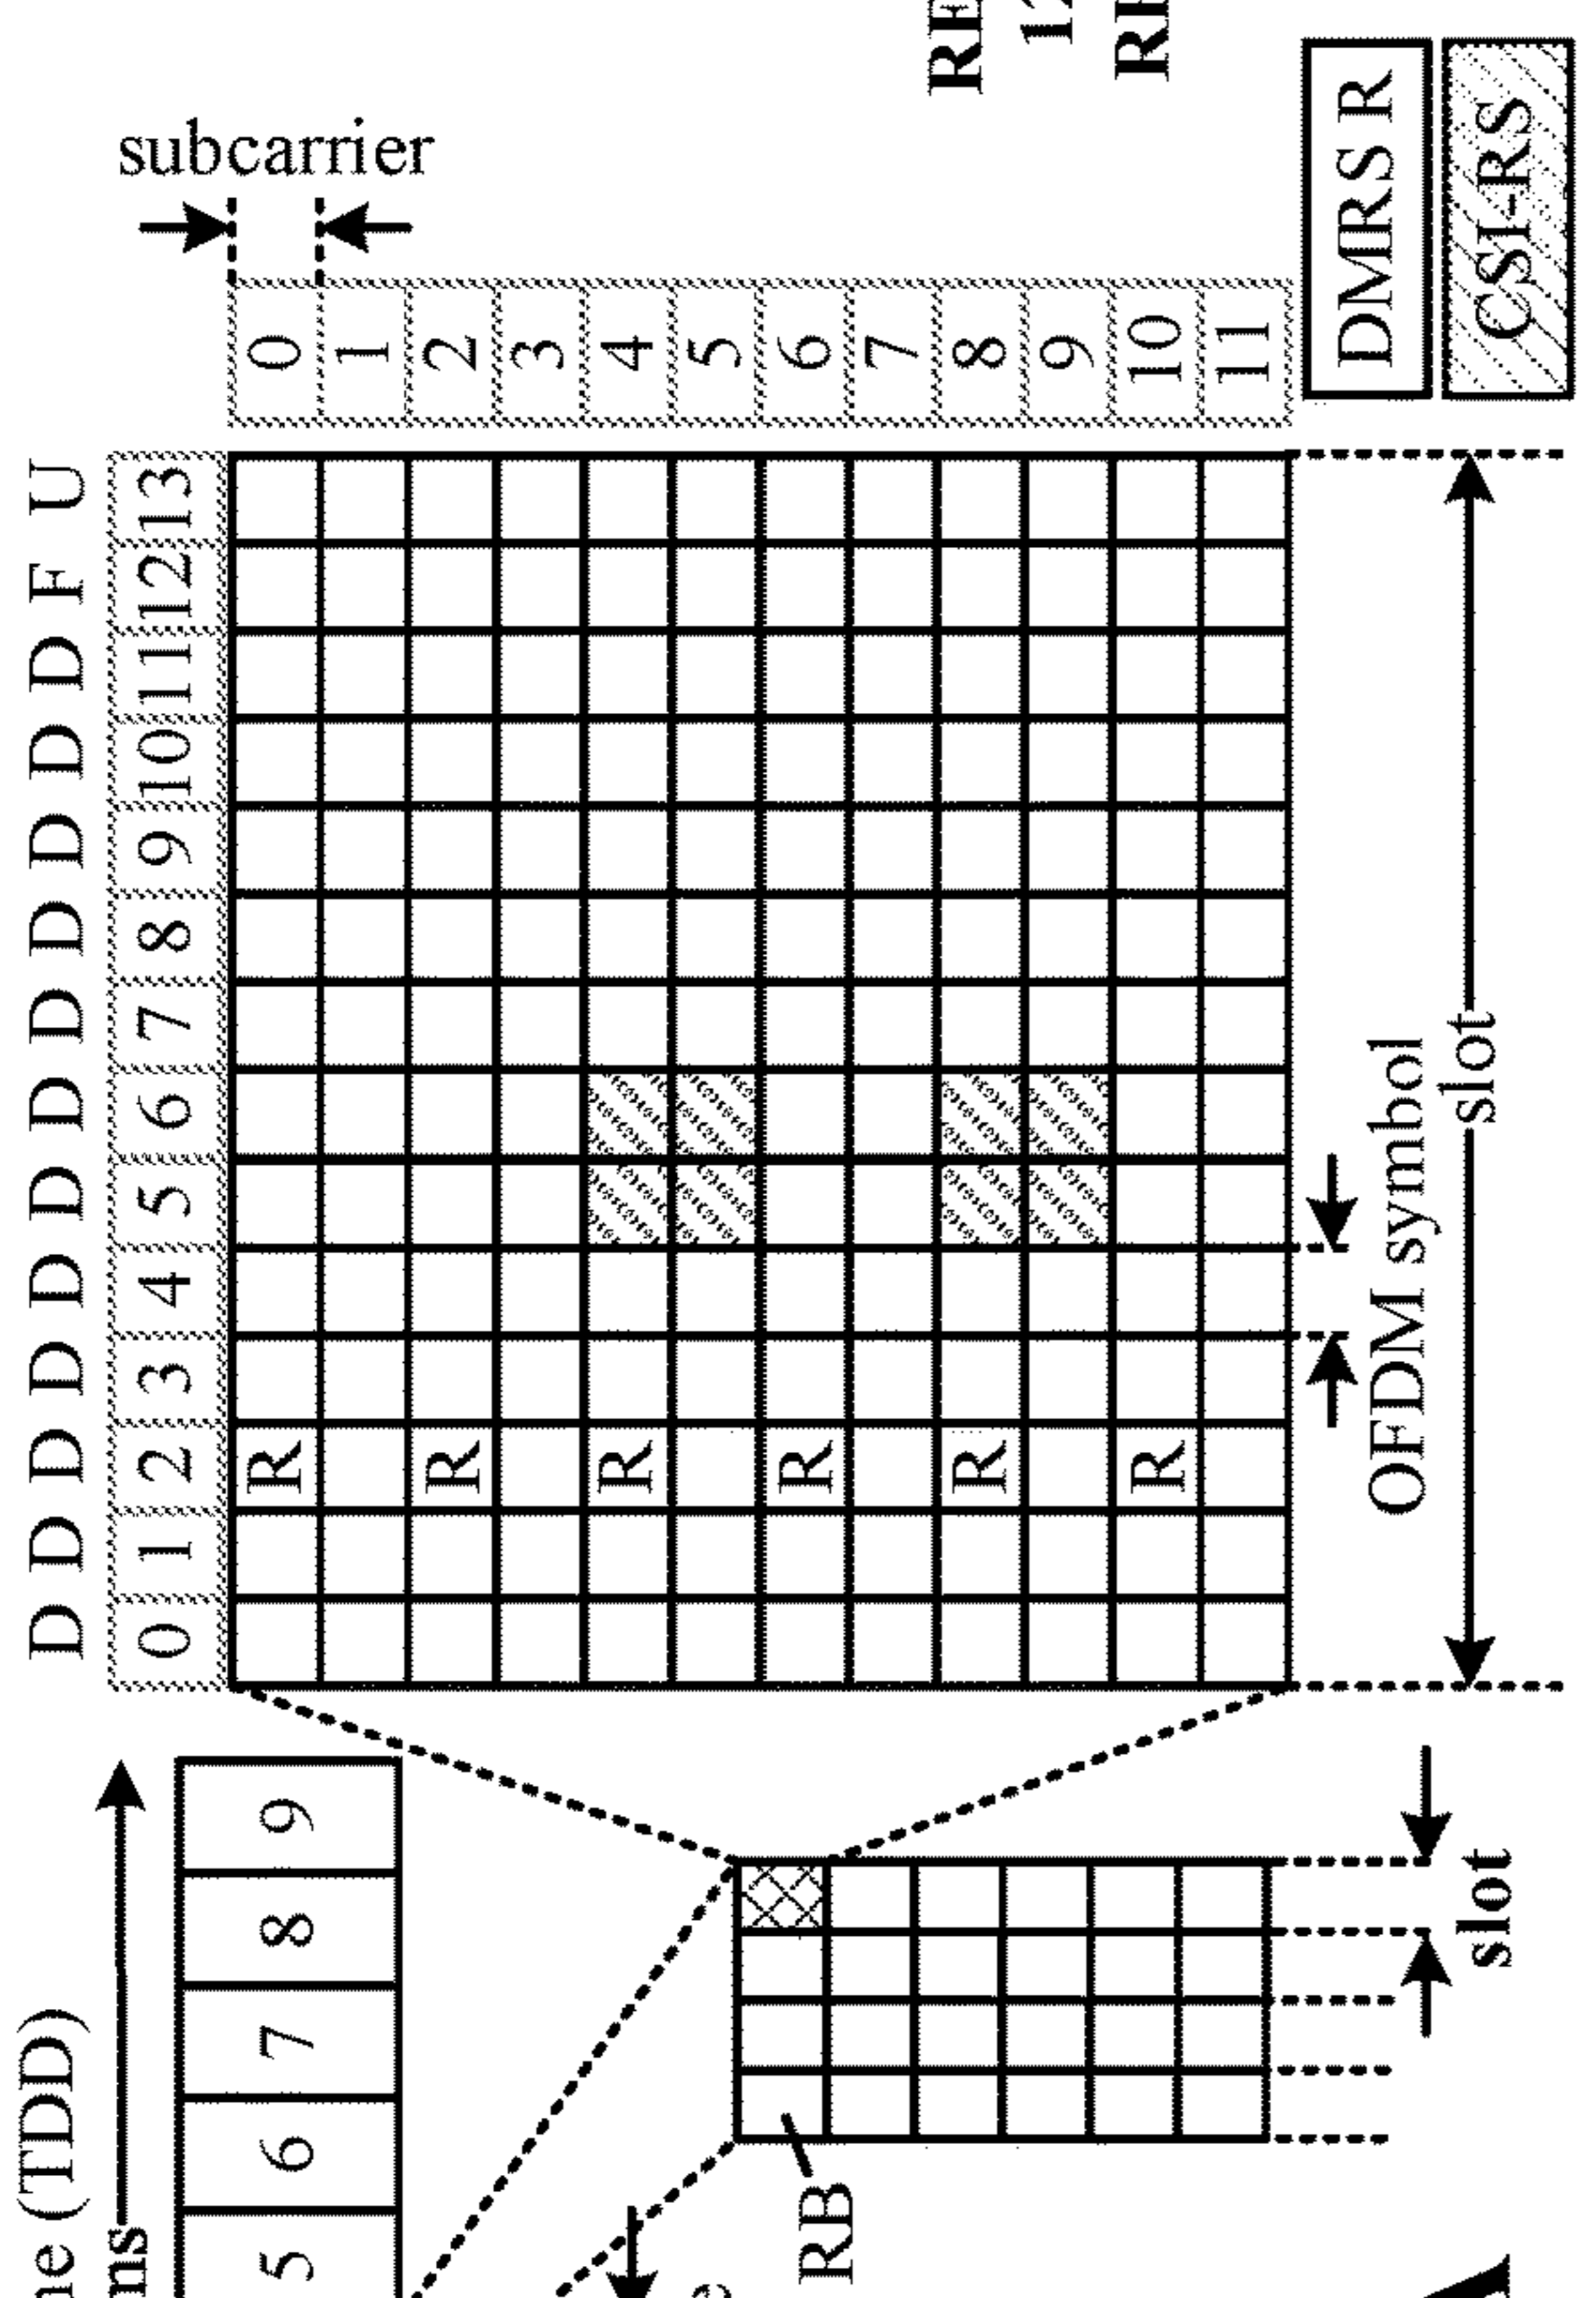 D D D D D D D D D D D D F U
0 1 2 3 4 5 6 7 8 9 10 11 12 13
R
R
R
R
R
R
0
1
2
3
4
5
6
7
8
9
10
11
subcarrier
(TDD)
5 6 7 8 9
RB
slot
OFDM symbol
slot
DMRS R
CSI-RS